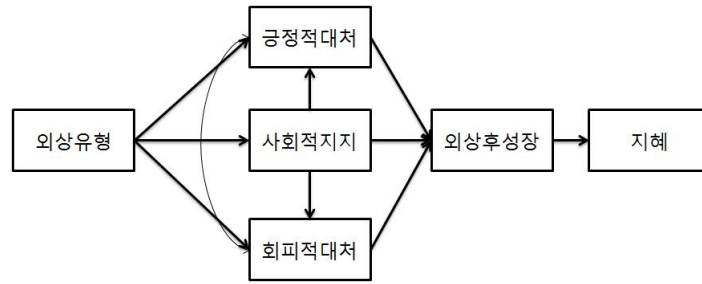 긍정적대처
외상유형
사회적지지
외상후성장
지혜
회피적대처